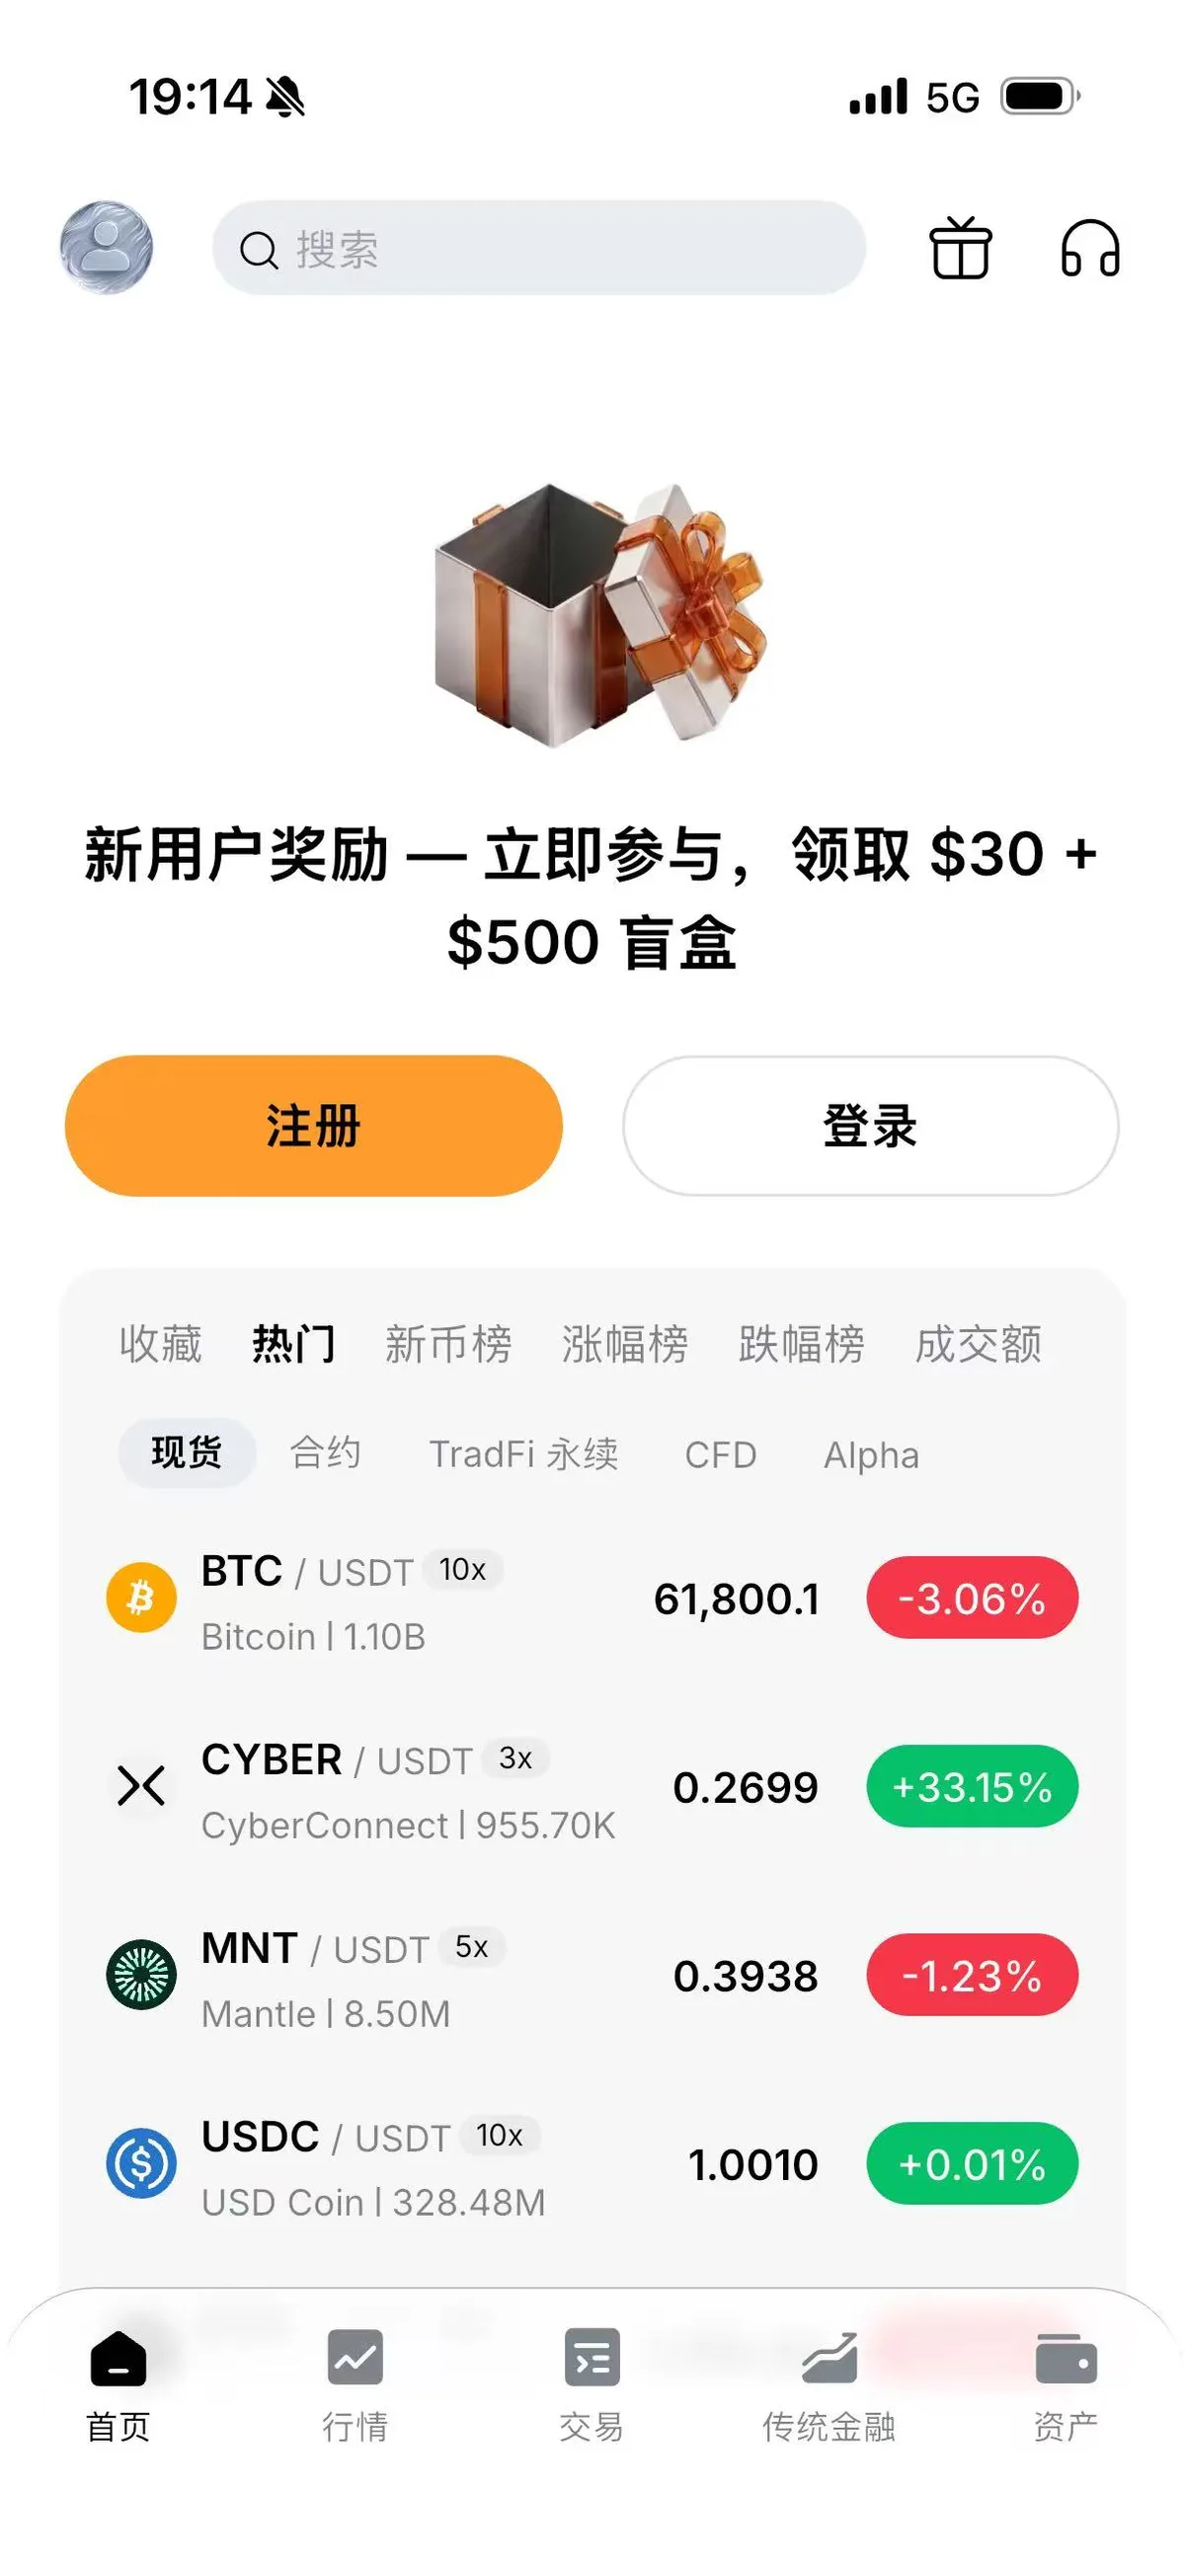 19:14 5G
搜索
新用户奖励 — 立即参与，领取 $30 +
$500 盲盒
注册 登录
收藏 热门 新币榜 涨幅榜 跌幅榜 成交额
现货 合约 TradFi 永续 CFD Alpha
BTC / USDT 10x
61,800.1 -3.06%
Bitcoin | 1.10B
CYBER / USDT 3x
0.2699 +33.15%
CyberConnect | 955.70K
MNT / USDT 5x
0.3938 -1.23%
Mantle | 8.50M
USDC / USDT 10x
1.0010 +0.01%
USD Coin | 328.48M
首页 行情 交易 传统金融 资产